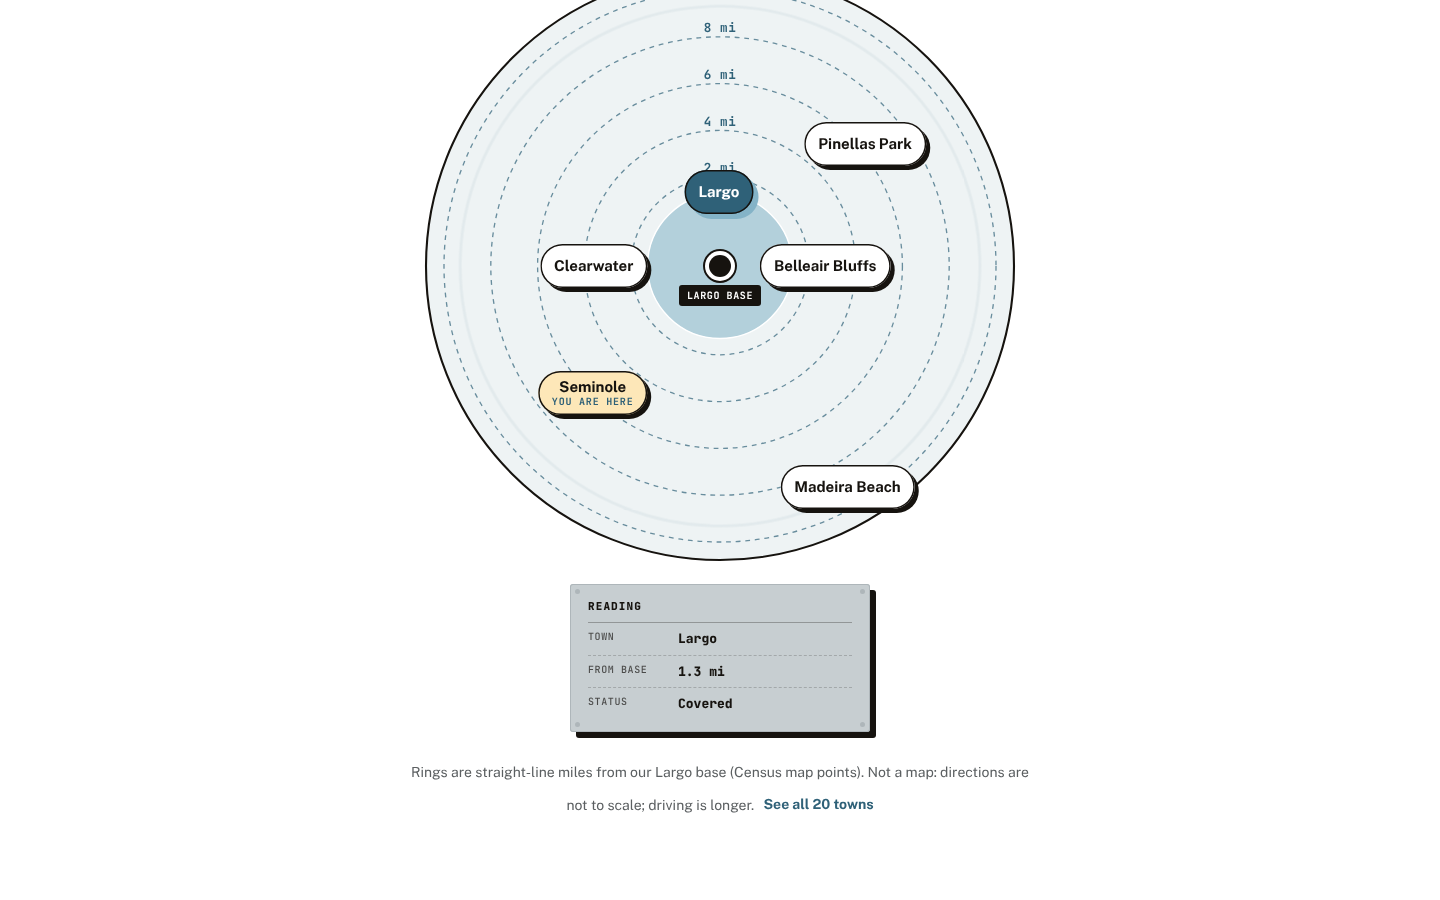 8 mi
6 mi
4 mi
Pinellas Park
2 mi
Largo
Clearwater
Belleair Bluffs
LARGO BASE
Seminole
YOU ARE HERE
Madeira Beach
READING
TOWN Largo
FROM BASE 1.3 mi
STATUS Covered
Rings are straight-line miles from our Largo base (Census map points). Not a map: directions are
not to scale; driving is longer. See all 20 towns